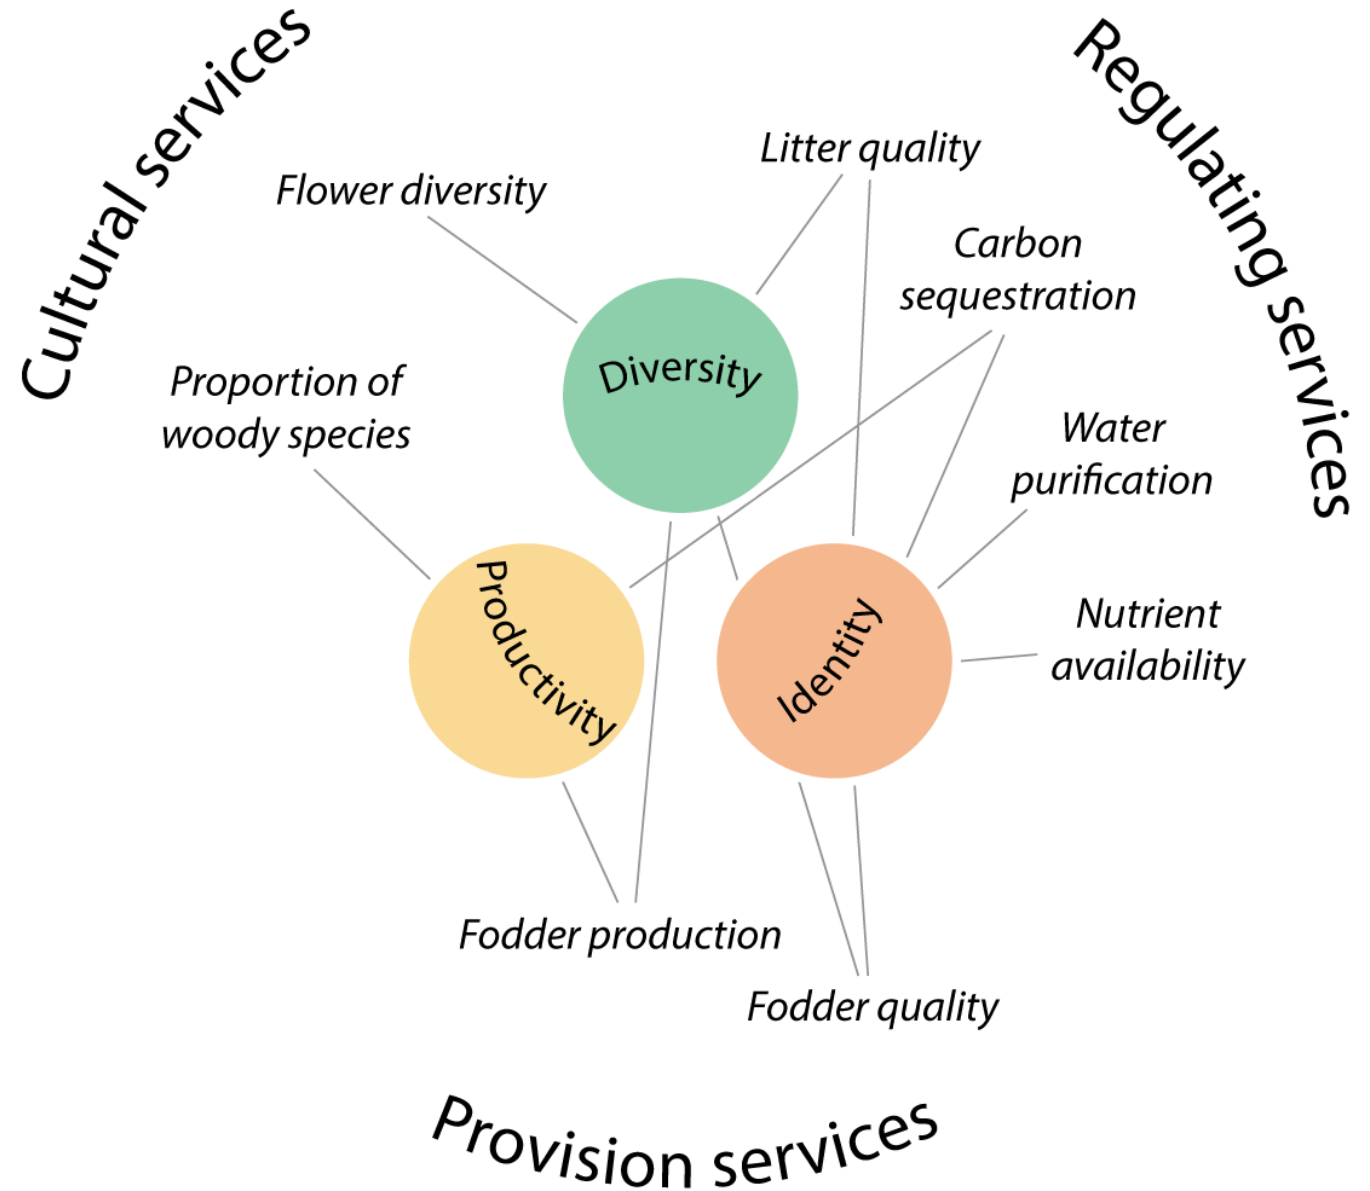 Cultural services
Regulating services
Flower diversity
Litter quality
Carbon
sequestration
Proportion of
woody species
Diversity
Water
purification
Productivity
Identity
Nutrient
availability
Fodder production
Fodder quality
Provision services